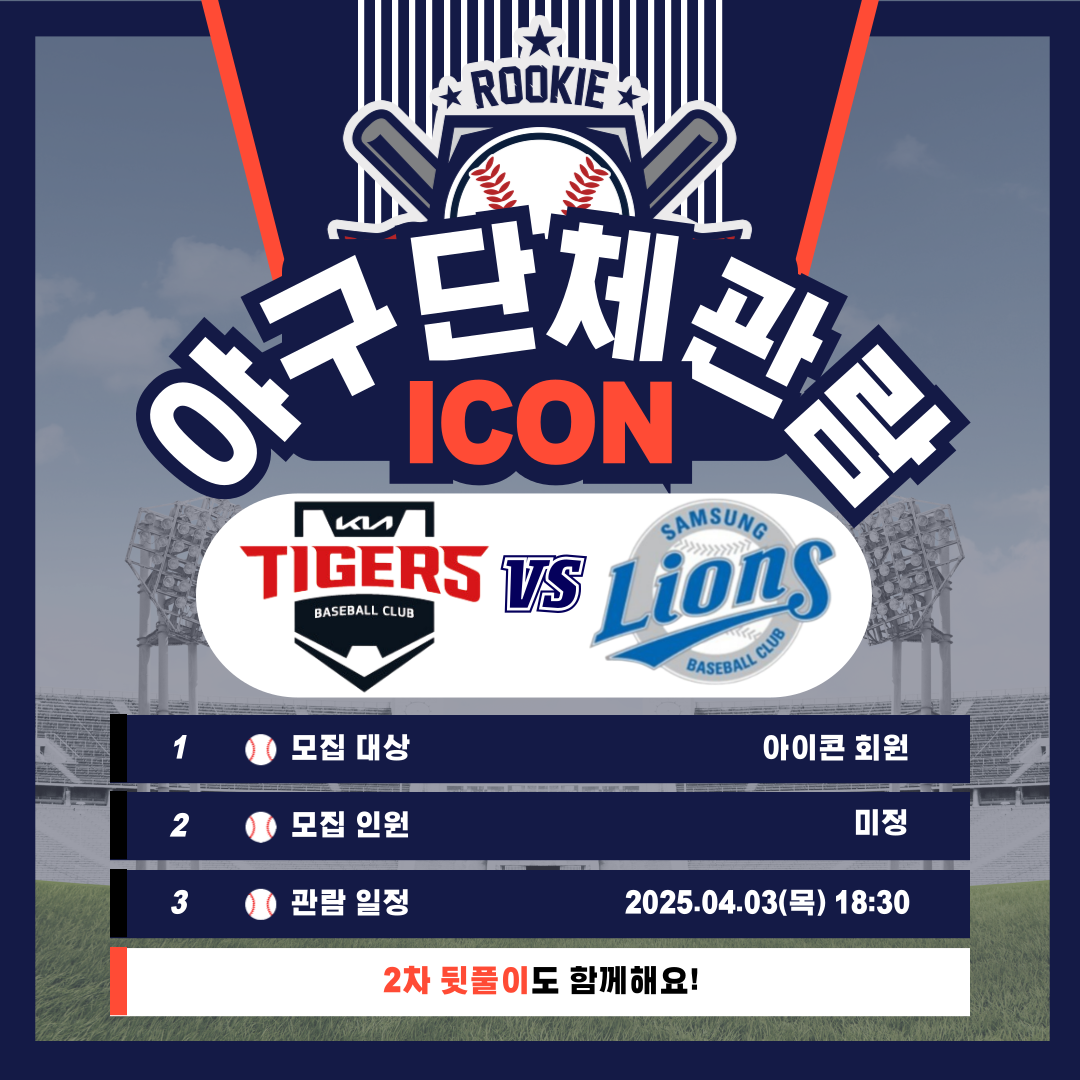 ROOKIE
야구단체관람
ICON
KIA
TIGERS
BASEBALL CLUB
VS
SAMSUNG
Lions
BASEBALL CLUB
1 모집 대상 아이콘 회원
2 모집 인원 미정
3 관람 일정 2025.04.03(목) 18:30
2차 뒷풀이도 함께해요!